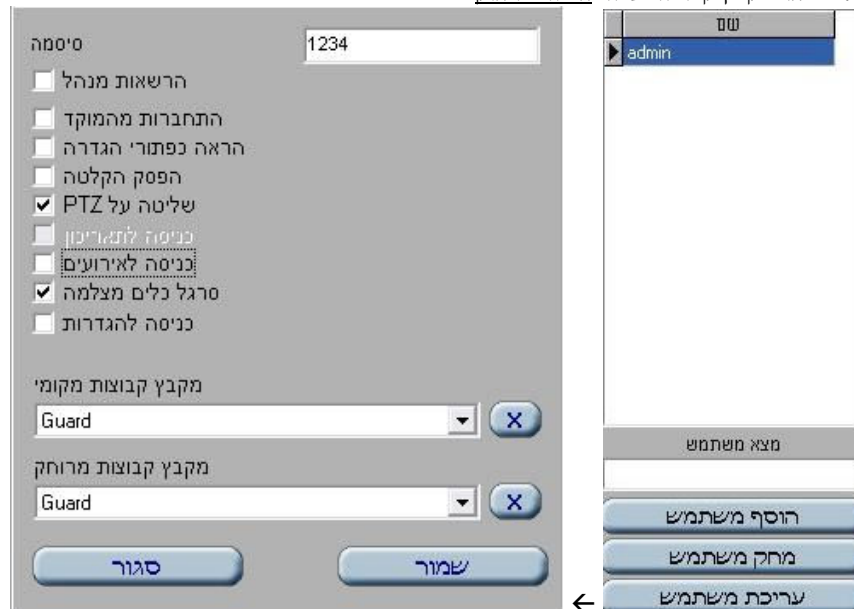 סיסמה
1234
הרשאות מנהל
התחברות מהמוקד
הראה כפתורי הגדרה
הפסק הקלטה
שליטה על PTZ
כניסה לתאריכון
כניסה לאירועים
סרגל כלים מצלמה
כניסה להגדרות
מקבץ קבוצות מקומי
Guard
X
מקבץ קבוצות מרוחק
Guard
X
שמור
סגור
←
שם
admin
מצא משתמש
הוסף משתמש
מחק משתמש
עריכת משתמש